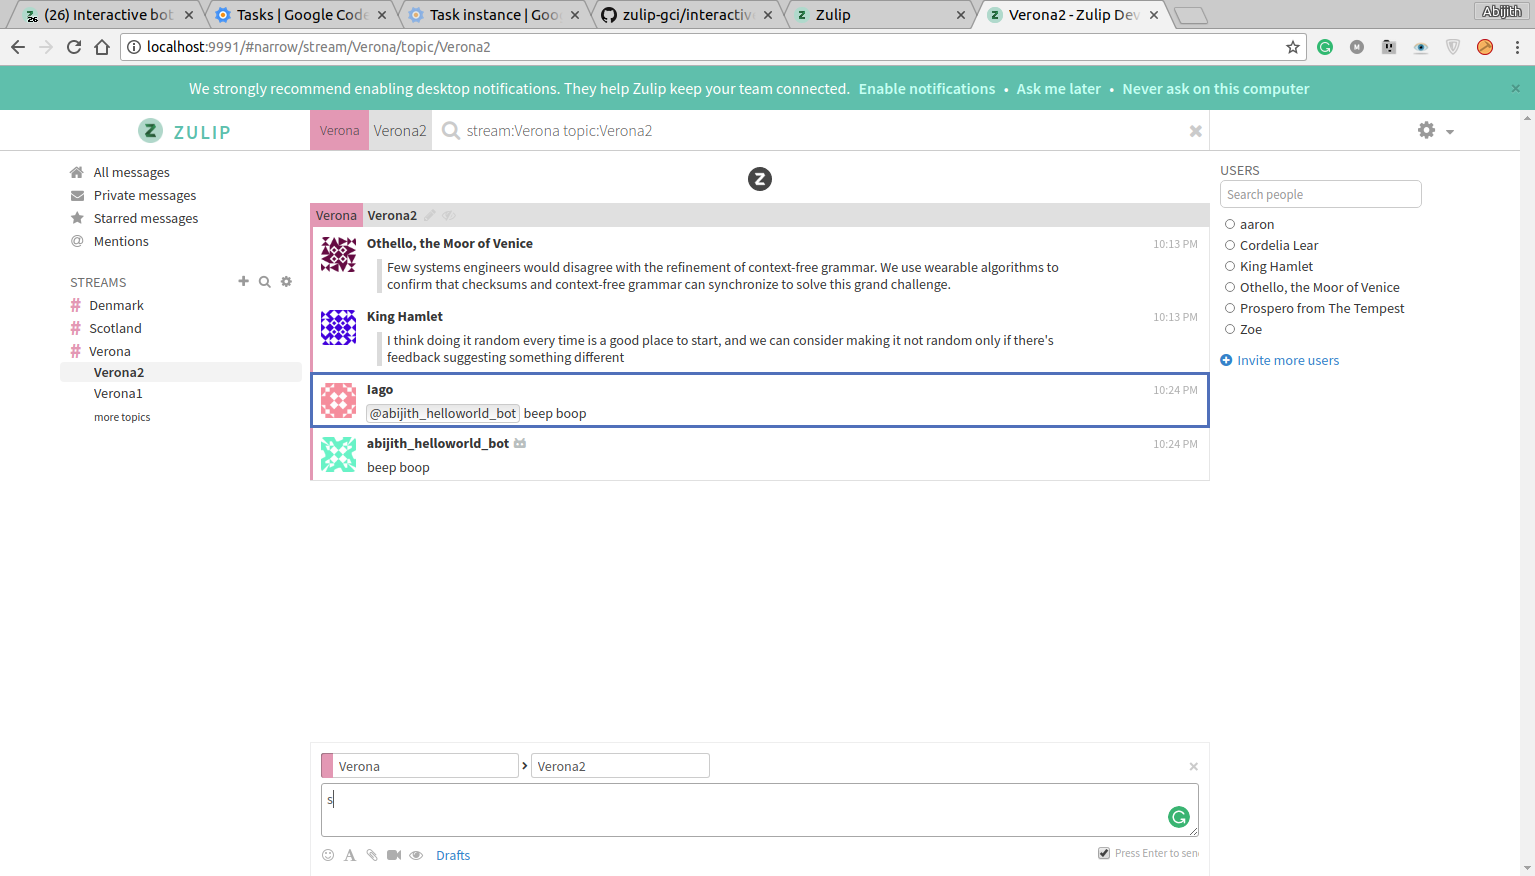 (26) Interactive bot
Tasks | Google Code
Task instance | Goo
zulip-gci/interactiv
Zulip
Verona2 - Zulip Dev
Abijith
localhost:9991/#narrow/stream/Verona/topic/Verona2
We strongly recommend enabling desktop notifications. They help Zulip keep your team connected. Enable notifications • Ask me later • Never ask on this computer
ZULIP
Verona Verona2 stream:Verona topic:Verona2
All messages
Private messages
Starred messages
Mentions
STREAMS
# Denmark
# Scotland
# Verona
Verona2
Verona1
more topics
Verona Verona2
Othello, the Moor of Venice 10:13 PM
Few systems engineers would disagree with the refinement of context-free grammar. We use wearable algorithms to
confirm that checksums and context-free grammar can synchronize to solve this grand challenge.
King Hamlet 10:13 PM
I think doing it random every time is a good place to start, and we can consider making it not random only if there's
feedback suggesting something different
Iago 10:24 PM
@abijith_helloworld_bot beep boop
abijith_helloworld_bot 10:24 PM
beep boop
USERS
Search people
aaron
Cordelia Lear
King Hamlet
Othello, the Moor of Venice
Prospero from The Tempest
Zoe
Invite more users
Verona > Verona2
s
Drafts
Press Enter to sen